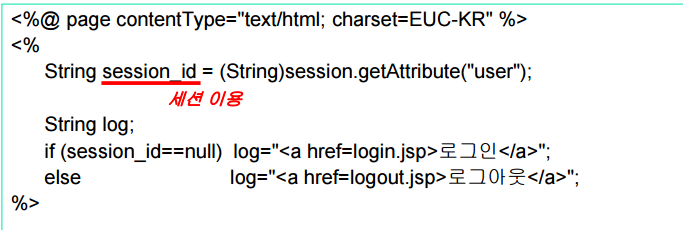 <%@ page contentType="text/html; charset=EUC-KR" %>
<%
String session_id = (String)session.getAttribute("user");
세션 이용
String log;
if (session_id==null) log="<a href=login.jsp>로그인</a>";
else log="<a href=logout.jsp>로그아웃</a>";
%>